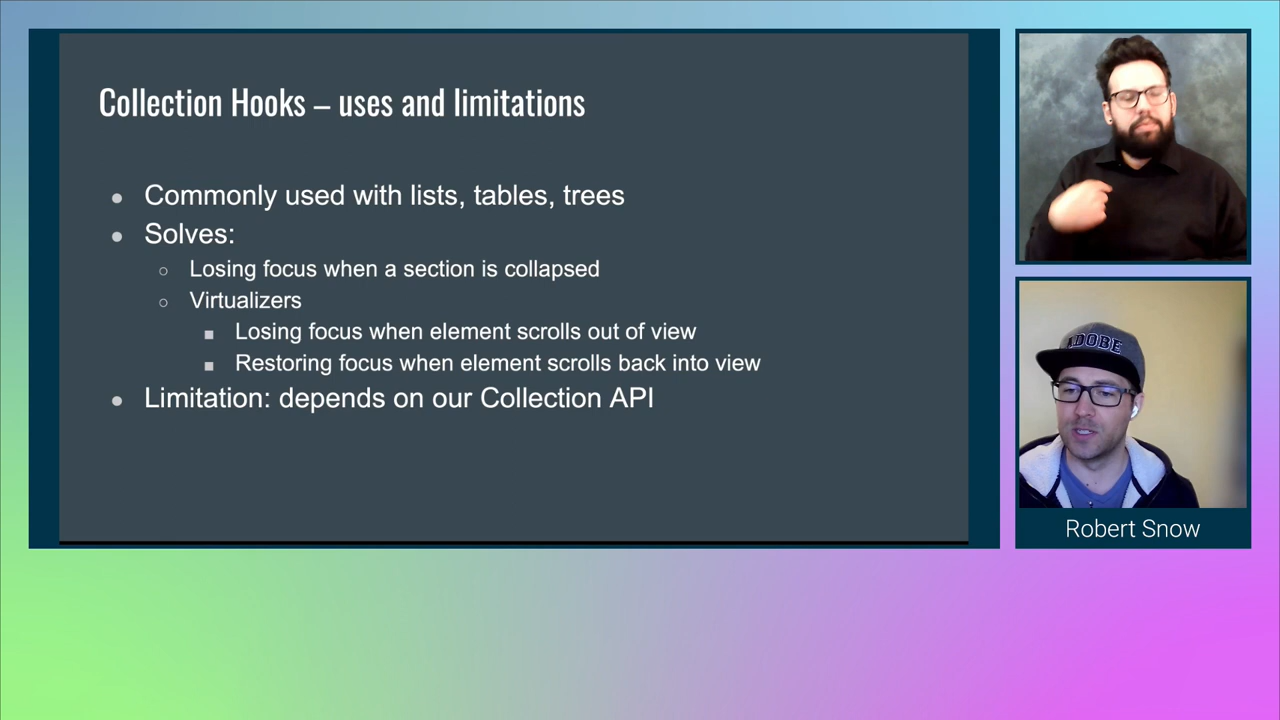 Collection Hooks – uses and limitations
Commonly used with lists, tables, trees
Solves:
Losing focus when a section is collapsed
Virtualizers
Losing focus when element scrolls out of view
Restoring focus when element scrolls back into view
Limitation: depends on our Collection API
ADOBE
Robert Snow